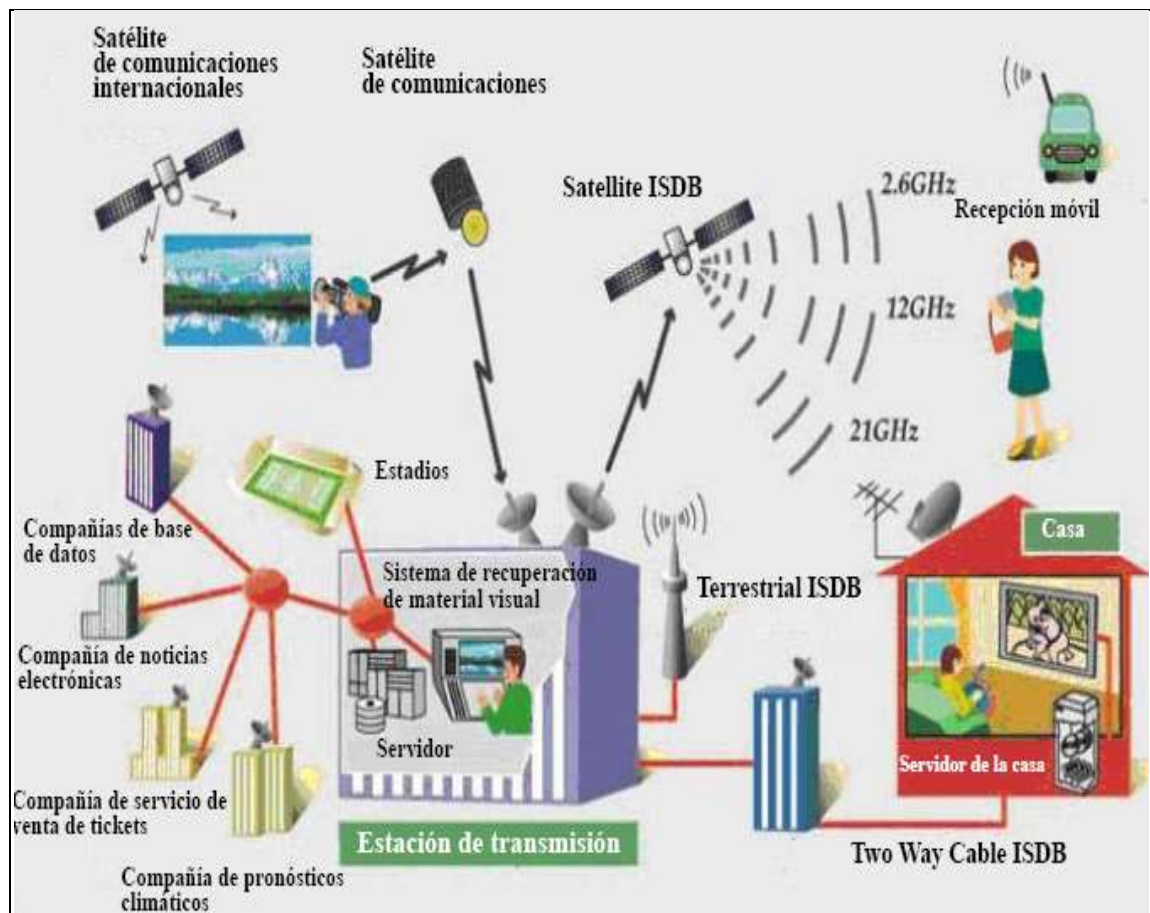 Satélite
de comunicaciones
internacionales
Satélite
de comunicaciones
Satellite ISDB
2.6GHz
Recepción móvil
12GHz
21GHz
Estadios
Compañías de base
de datos
Sistema de recuperación
de material visual
Terrestrial ISDB
Casa
Compañía de noticias
electrónicas
Servidor
Servidor de la casa
Compañía de servicio de
venta de tickets
Estación de transmisión
Two Way Cable ISDB
Compañía de pronósticos
climáticos